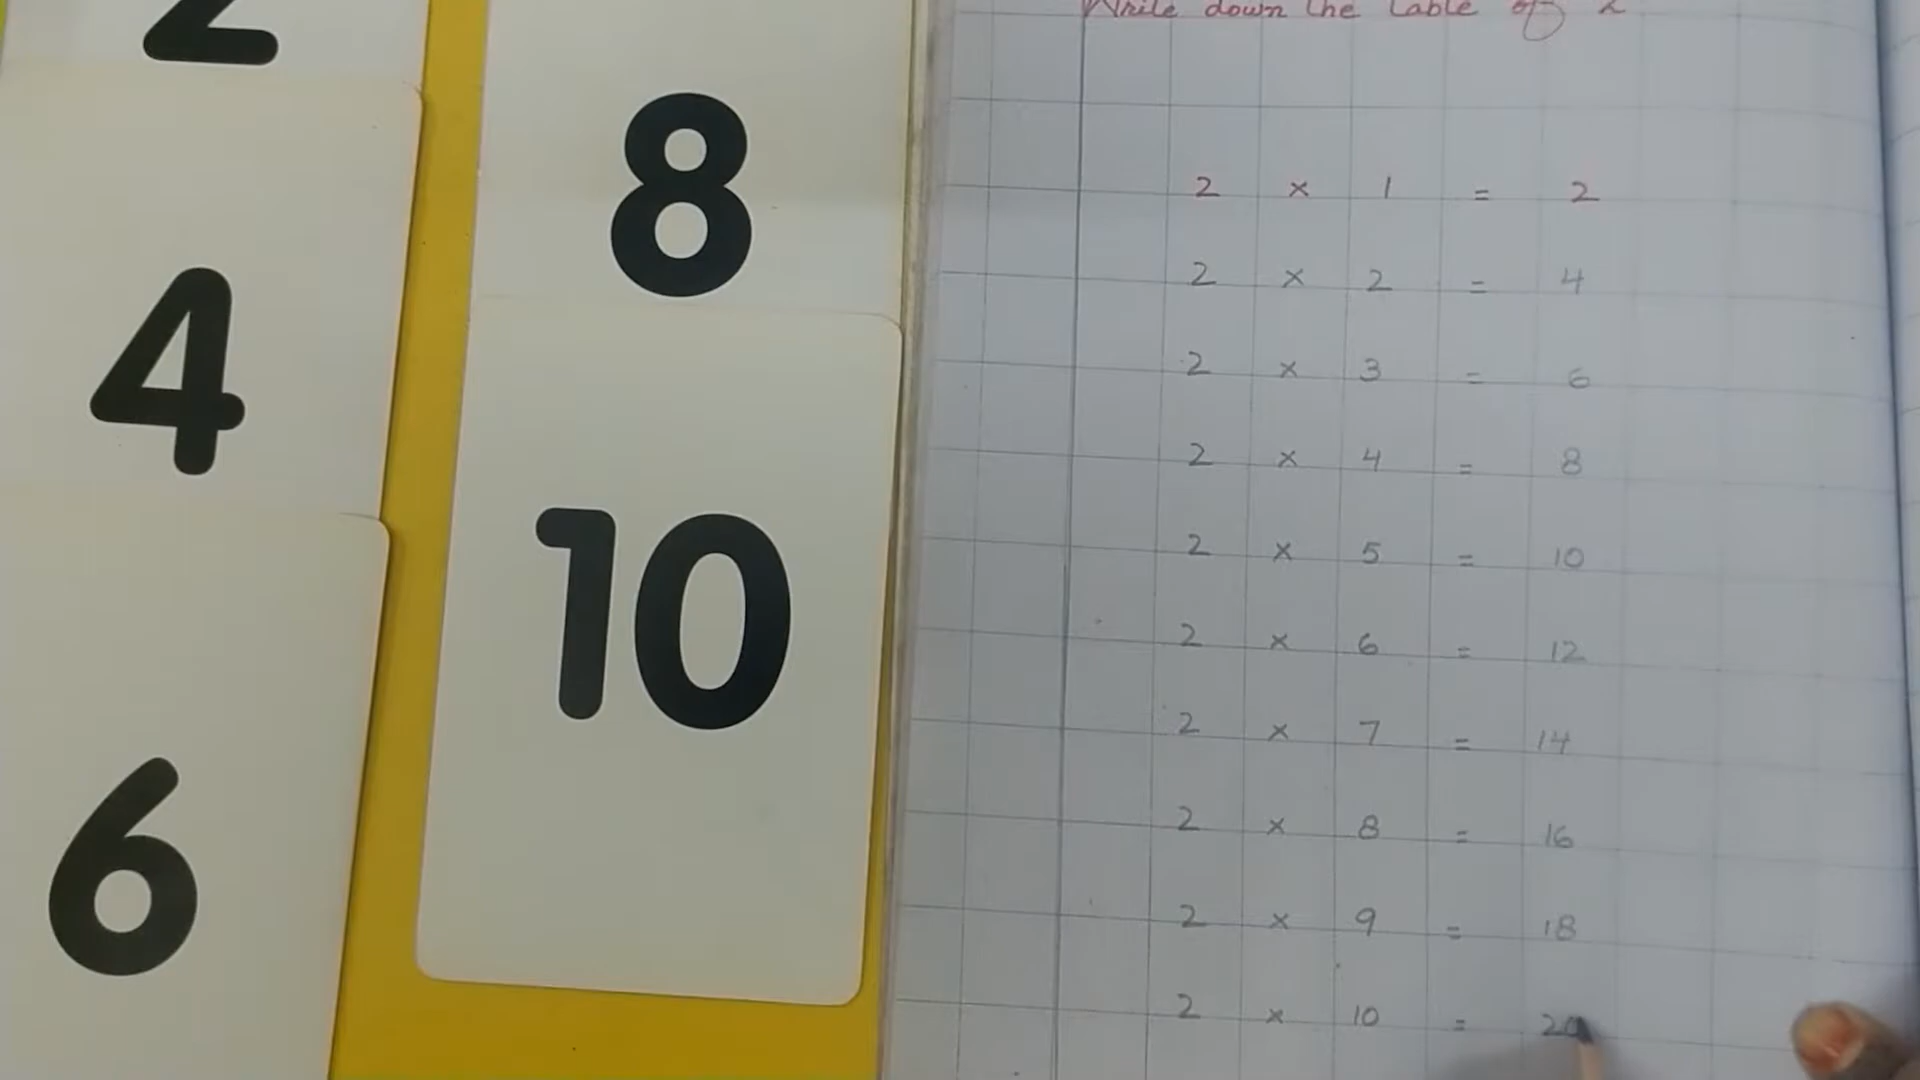 2
4
6
8
10
Write down the table of 2
2 × 1 = 2
2 × 2 = 4
2 × 3 = 6
2 × 4 = 8
2 × 5 = 10
2 × 6 = 12
2 × 7 = 14
2 × 8 = 16
2 × 9 = 18
2 × 10 = 20